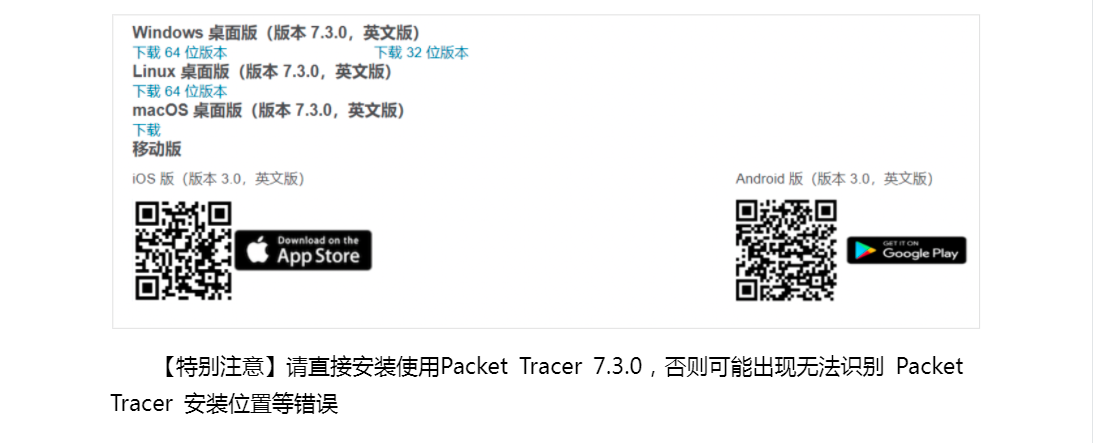 Windows 桌面版（版本 7.3.0，英文版）
下载 64 位版本 下载 32 位版本
Linux 桌面版（版本 7.3.0，英文版）
下载 64 位版本
macOS 桌面版（版本 7.3.0，英文版）
下载
移动版
iOS 版（版本 3.0，英文版） Android 版（版本 3.0，英文版）
Download on the
App Store
GET IT ON
Google Play
【特别注意】请直接安装使用Packet Tracer 7.3.0，否则可能出现无法识别 Packet
Tracer 安装位置等错误